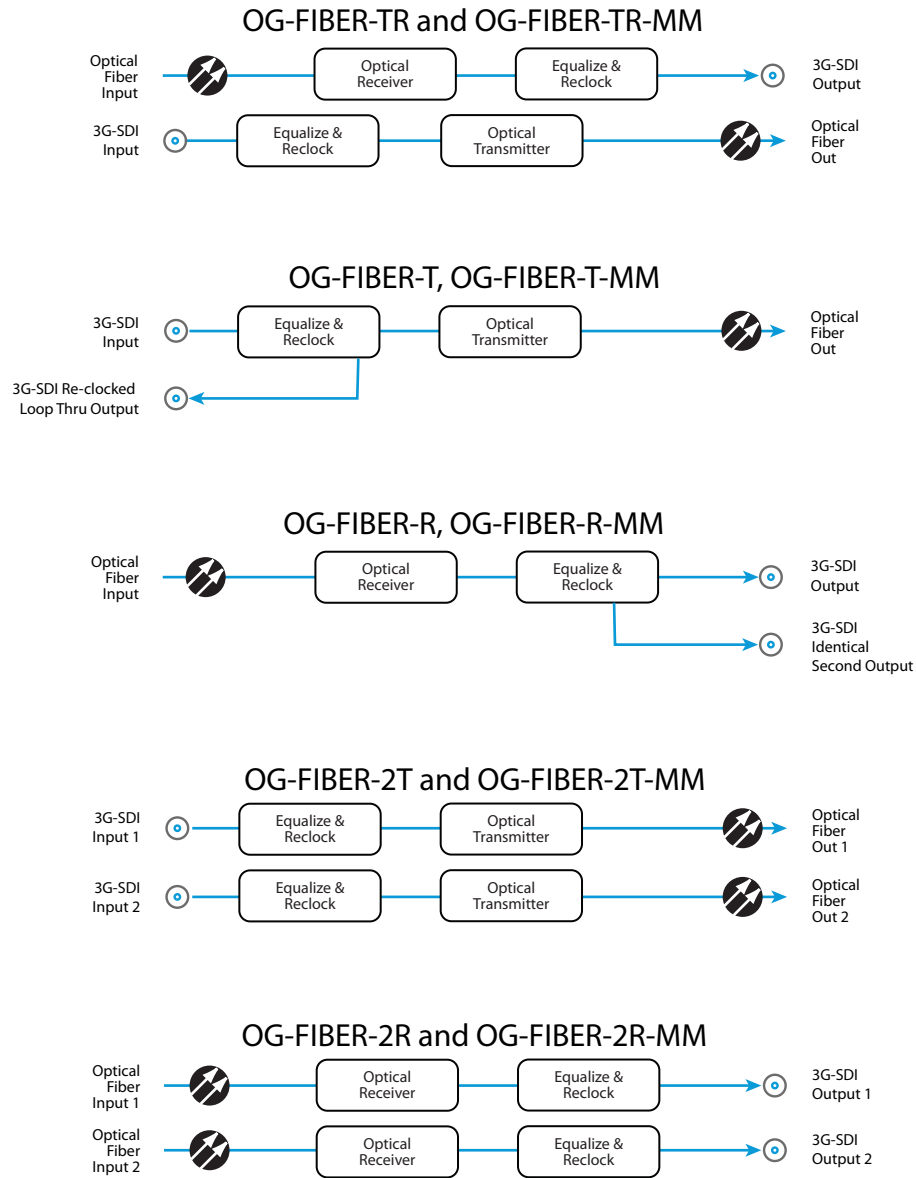 OG-FIBER-TR and OG-FIBER-TR-MM
Optical
Fiber
Input
Optical
Receiver
Equalize &
Reclock
3G-SDI
Output
3G-SDI
Input
Equalize &
Reclock
Optical
Transmitter
Optical
Fiber
Out
OG-FIBER-T, OG-FIBER-T-MM
3G-SDI
Input
Equalize &
Reclock
Optical
Transmitter
Optical
Fiber
Out
3G-SDI Re-clocked
Loop Thru Output
OG-FIBER-R, OG-FIBER-R-MM
Optical
Fiber
Input
Optical
Receiver
Equalize &
Reclock
3G-SDI
Output
3G-SDI
Identical
Second Output
OG-FIBER-2T and OG-FIBER-2T-MM
3G-SDI
Input 1
Equalize &
Reclock
Optical
Transmitter
Optical
Fiber
Out 1
3G-SDI
Input 2
Equalize &
Reclock
Optical
Transmitter
Optical
Fiber
Out 2
OG-FIBER-2R and OG-FIBER-2R-MM
Optical
Fiber
Input 1
Optical
Receiver
Equalize &
Reclock
3G-SDI
Output 1
Optical
Fiber
Input 2
Optical
Receiver
Equalize &
Reclock
3G-SDI
Output 2